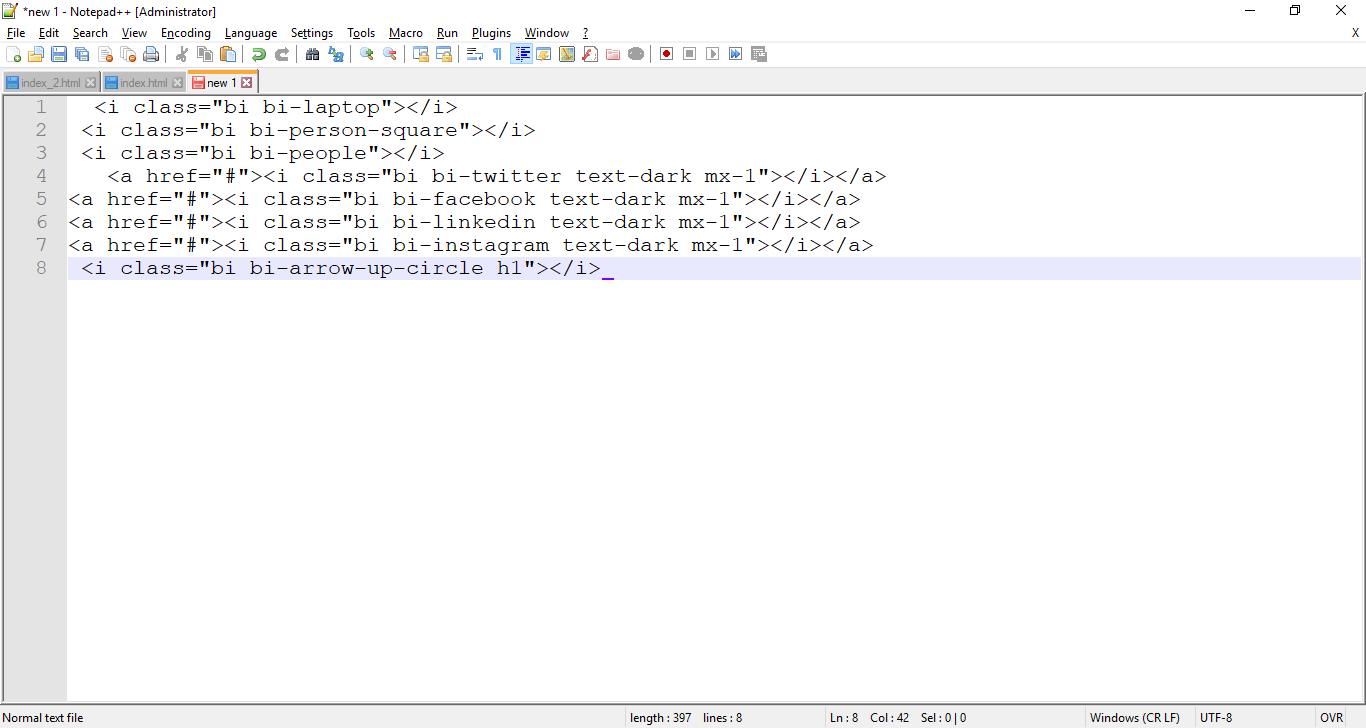 *new 1 - Notepad++ [Administrator]
File Edit Search View Encoding Language Settings Tools Macro Run Plugins Window ? X
index_2.html index.html new 1
1 <i class="bi bi-laptop"></i>
2 <i class="bi bi-person-square"></i>
3 <i class="bi bi-people"></i>
4 <a href="#"><i class="bi bi-twitter text-dark mx-1"></i></a>
5 <a href="#"><i class="bi bi-facebook text-dark mx-1"></i></a>
6 <a href="#"><i class="bi bi-linkedin text-dark mx-1"></i></a>
7 <a href="#"><i class="bi bi-instagram text-dark mx-1"></i></a>
8 <i class="bi bi-arrow-up-circle h1"></i>
Normal text file length : 397 lines : 8 Ln : 8 Col : 42 Sel : 0 | 0 Windows (CR LF) UTF-8 OVR